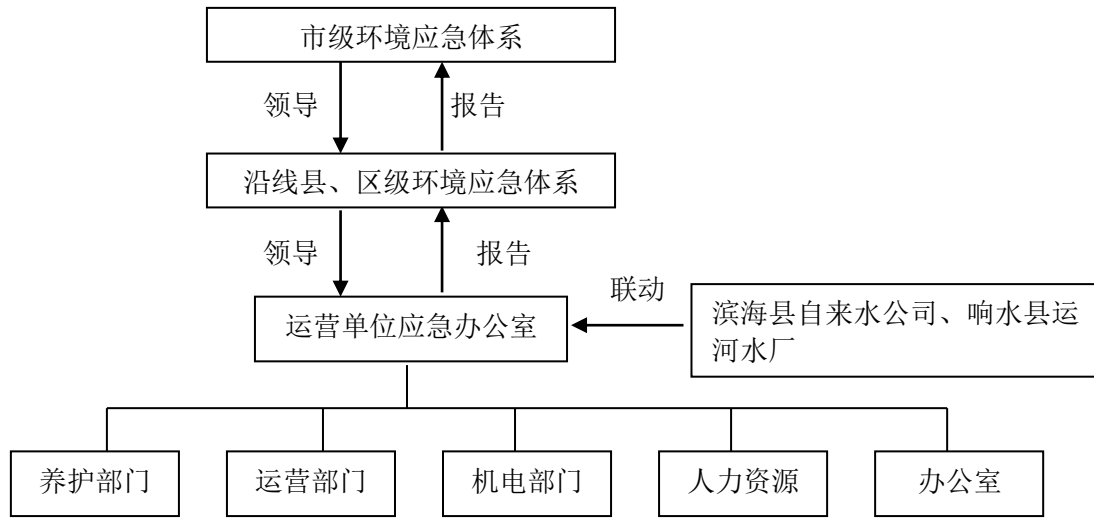 市级环境应急体系
领导
报告
沿线县、区级环境应急体系
领导
报告
联动
运营单位应急办公室
滨海县自来水公司、响水县运
河水厂
养护部门
运营部门
机电部门
人力资源
办公室